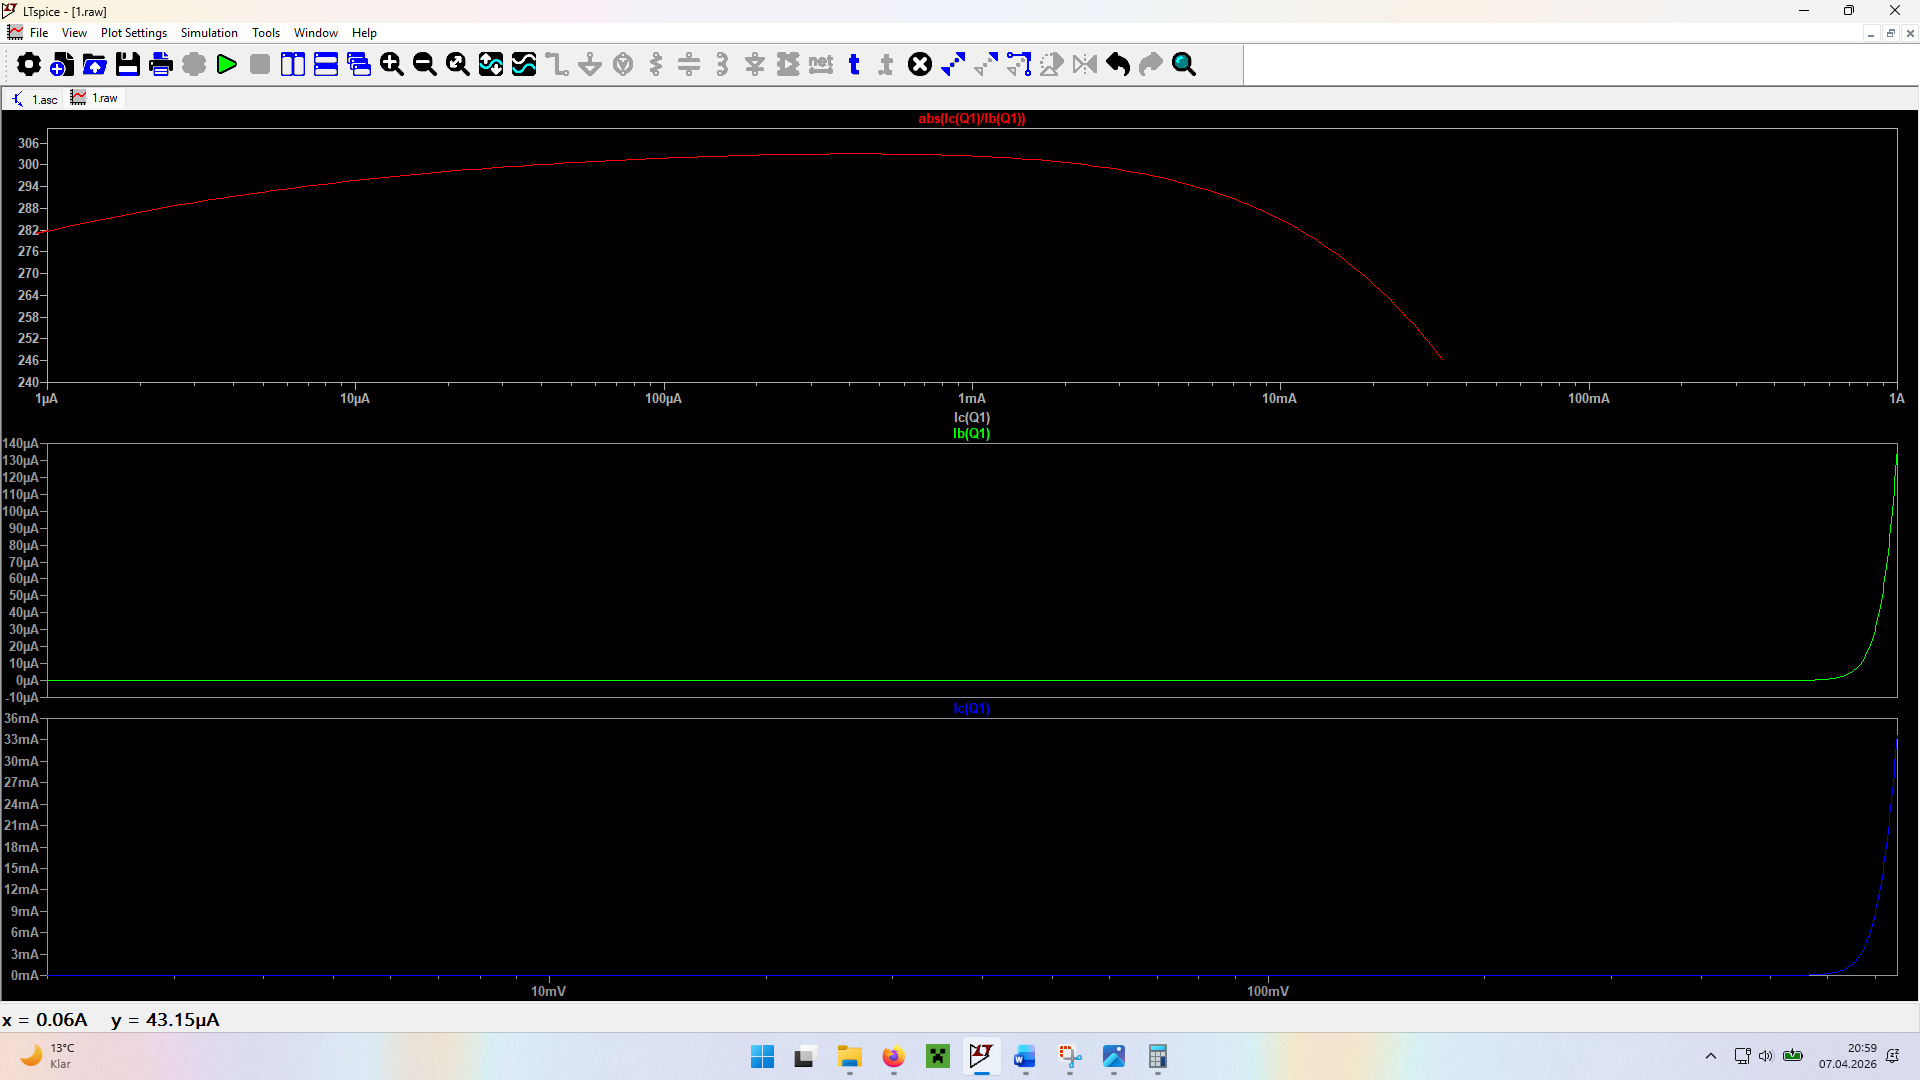 LTspice - [1.raw]
File View Plot Settings Simulation Tools Window Help
net t t
1.asc 1.raw
abs(Ic(Q1)/Ib(Q1))
306
300
294
288
282
276
270
264
258
252
246
240
1µA 10µA 100µA 1mA 10mA 100mA 1A
Ic(Q1)
Ib(Q1)
140µA
130µA
120µA
110µA
100µA
90µA
80µA
70µA
60µA
50µA
40µA
30µA
20µA
10µA
0µA
-10µA
Ic(Q1)
36mA
33mA
30mA
27mA
24mA
21mA
18mA
15mA
12mA
9mA
6mA
3mA
0mA
10mV 100mV
x = 0.06A y = 43.15µA
13°C
Klar
20:59
07.04.2026